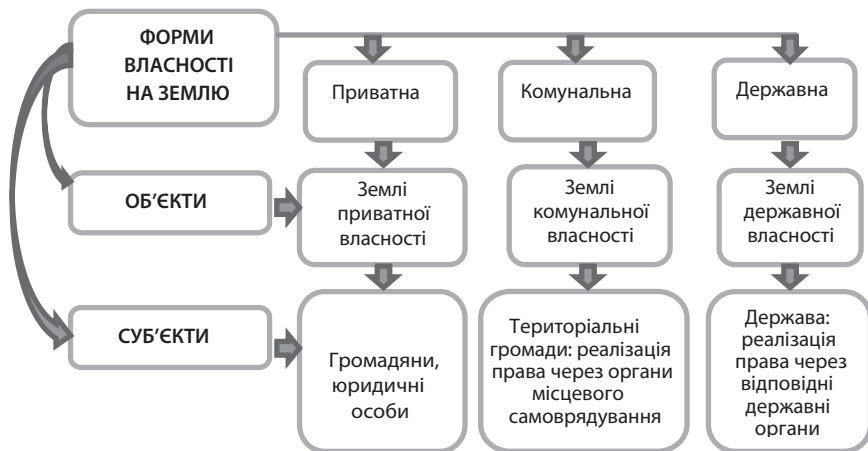 ФОРМИ
ВЛАСНОСТІ
НА ЗЕМЛЮ
Приватна
Комунальна
Державна
ОБ’ЄКТИ
Землі
приватної
власності
Землі
комунальної
власності
Землі
державної
власності
СУБ’ЄКТИ
Громадяни,
юридичні
особи
Територіальні
громади: реалізація
права через органи
місцевого
самоврядування
Держава:
реалізація
права через
відповідні
державні
органи